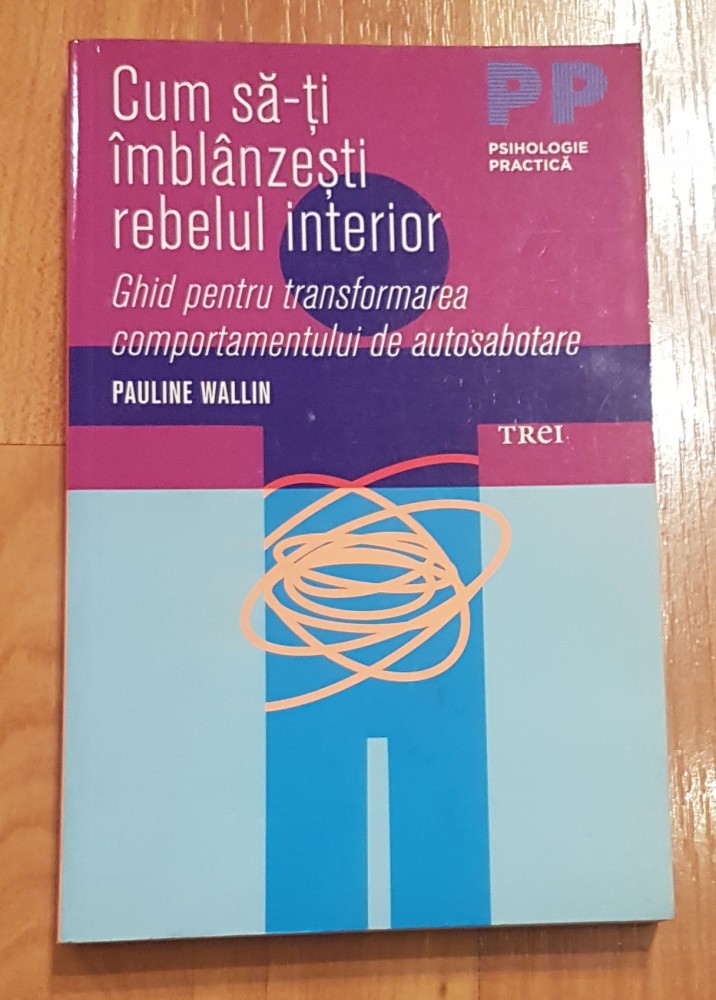 Cum să-ți
îmblânzești
rebelul interior
Ghid pentru transformarea
comportamentului de autosabotare
PAULINE WALLIN
PP
PSIHOLOGIE
PRACTICĂ
TREI